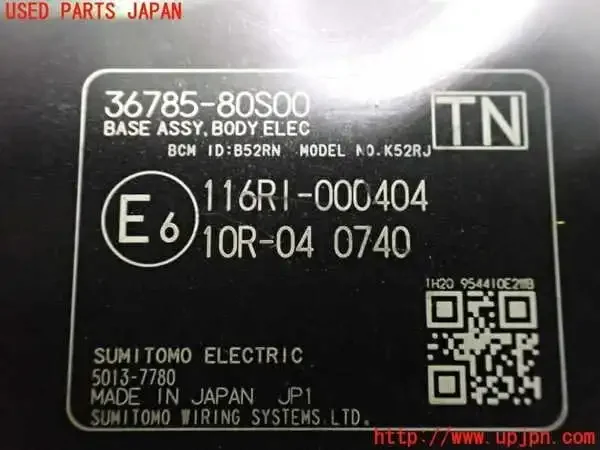 USED PARTS JAPAN
36785-80S00
TN
BASE ASSY,BODY ELEC
BCM ID:B52RN MODEL NO.K52RJ
E6
116RI-000404
10R-04 0740
1H20
SUMITOMO ELECTRIC
5013-7780
MADE IN JAPAN JP1
SUMITOMO WIRING SYSTEMS,LTD.
http://www.upjpn.com/